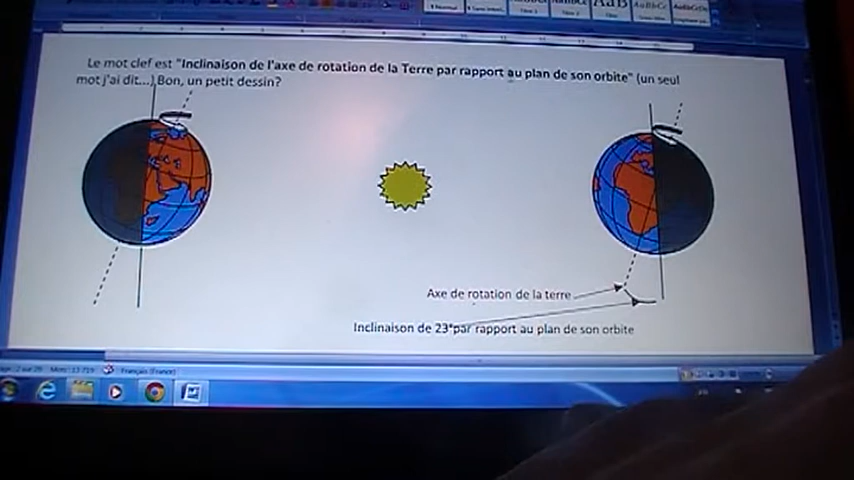 Le mot clef est "Inclinaison de l'axe de rotation de la Terre par rapport au plan de son orbite" (un seul
mot j'ai dit...) Bon, un petit dessin?
Axe de rotation de la terre
Inclinaison de 23°par rapport au plan de son orbite
Français (France)